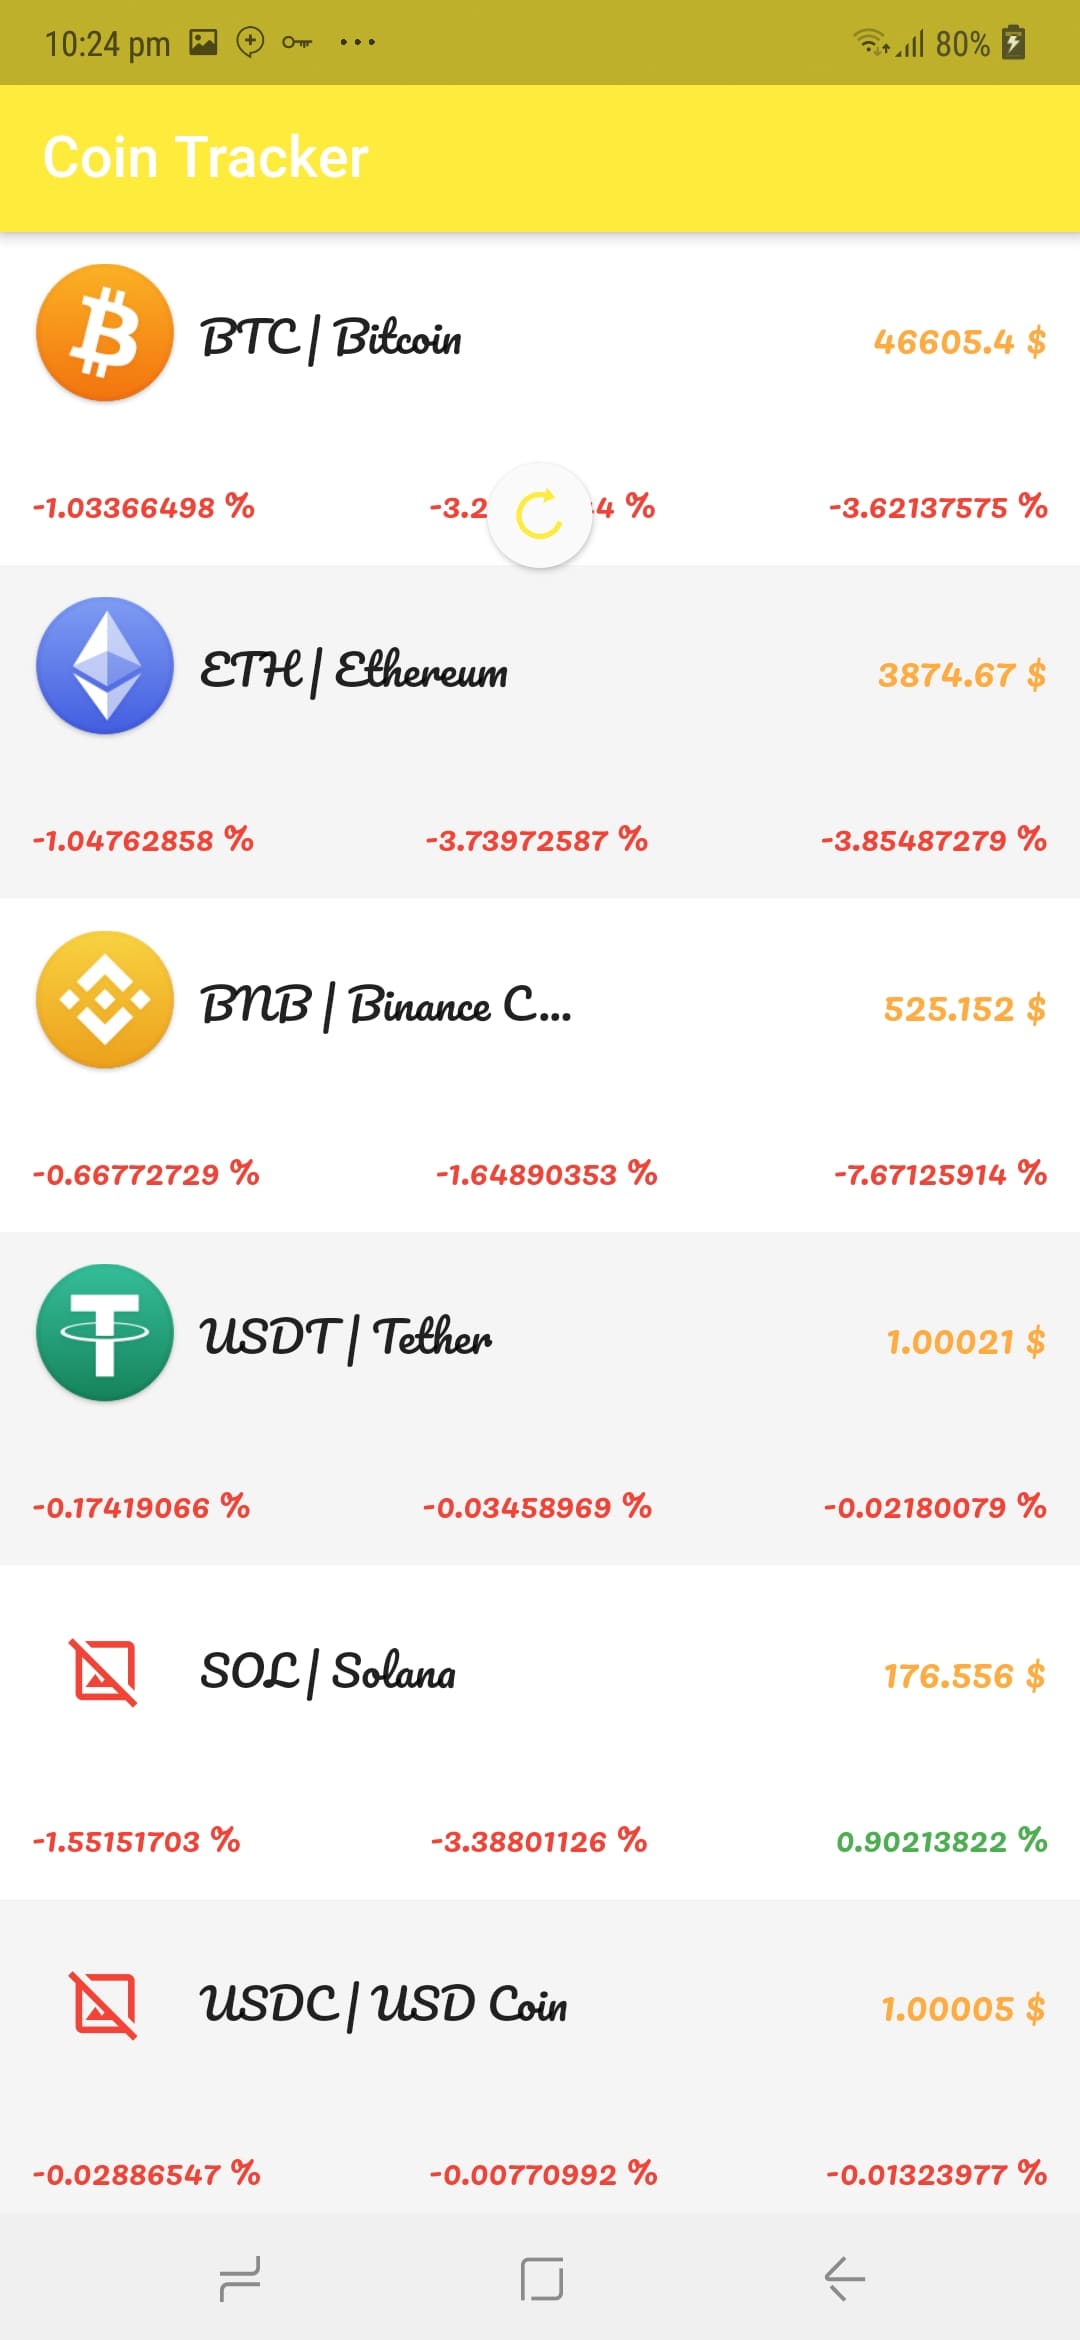 10:24 pm 80%
Coin Tracker
BTC | Bitcoin 46605.4 $
-1.03366498 % -3.2 4 % -3.62137575 %
ETH | Ethereum 3874.67 $
-1.04762858 % -3.73972587 % -3.85487279 %
BNB | Binance C... 525.152 $
-0.66772729 % -1.64890353 % -7.67125914 %
USDT | Tether 1.00021 $
-0.17419066 % -0.03458969 % -0.02180079 %
SOL | Solana 176.556 $
-1.55151703 % -3.38801126 % 0.90213822 %
USDC | USD Coin 1.00005 $
-0.02886547 % -0.00770992 % -0.01323977 %